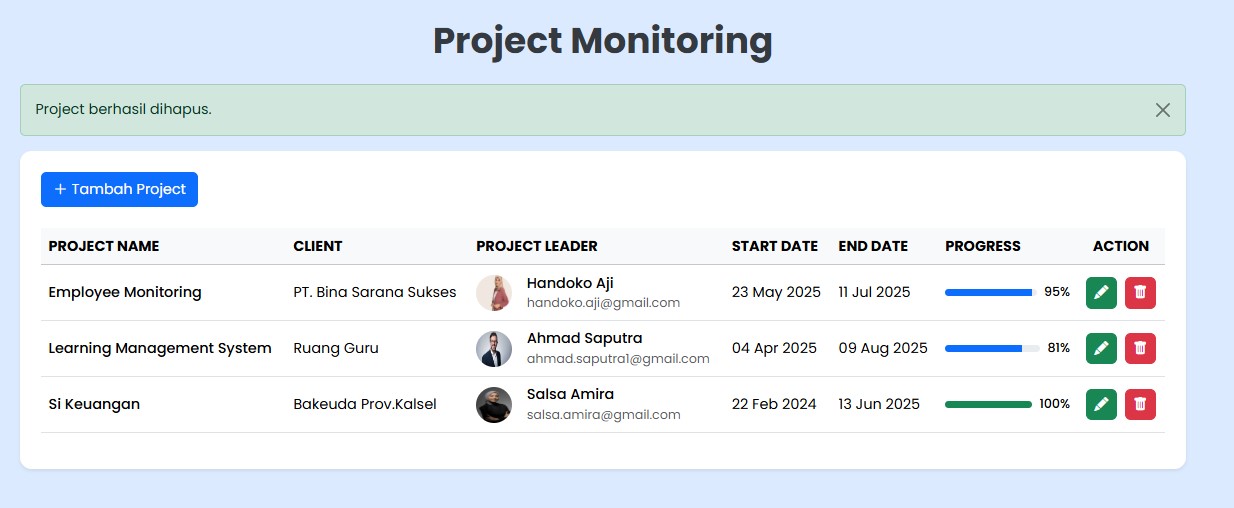 Project Monitoring
Project berhasil dihapus.
+ Tambah Project
PROJECT NAME CLIENT PROJECT LEADER START DATE END DATE PROGRESS ACTION
Employee Monitoring PT. Bina Sarana Sukses Handoko Aji 23 May 2025 11 Jul 2025 95%
handoko.aji@gmail.com
Learning Management System Ruang Guru Ahmad Saputra 04 Apr 2025 09 Aug 2025 81%
ahmad.saputra1@gmail.com
Si Keuangan Bakeuda Prov.Kalsel Salsa Amira 22 Feb 2024 13 Jun 2025 100%
salsa.amira@gmail.com